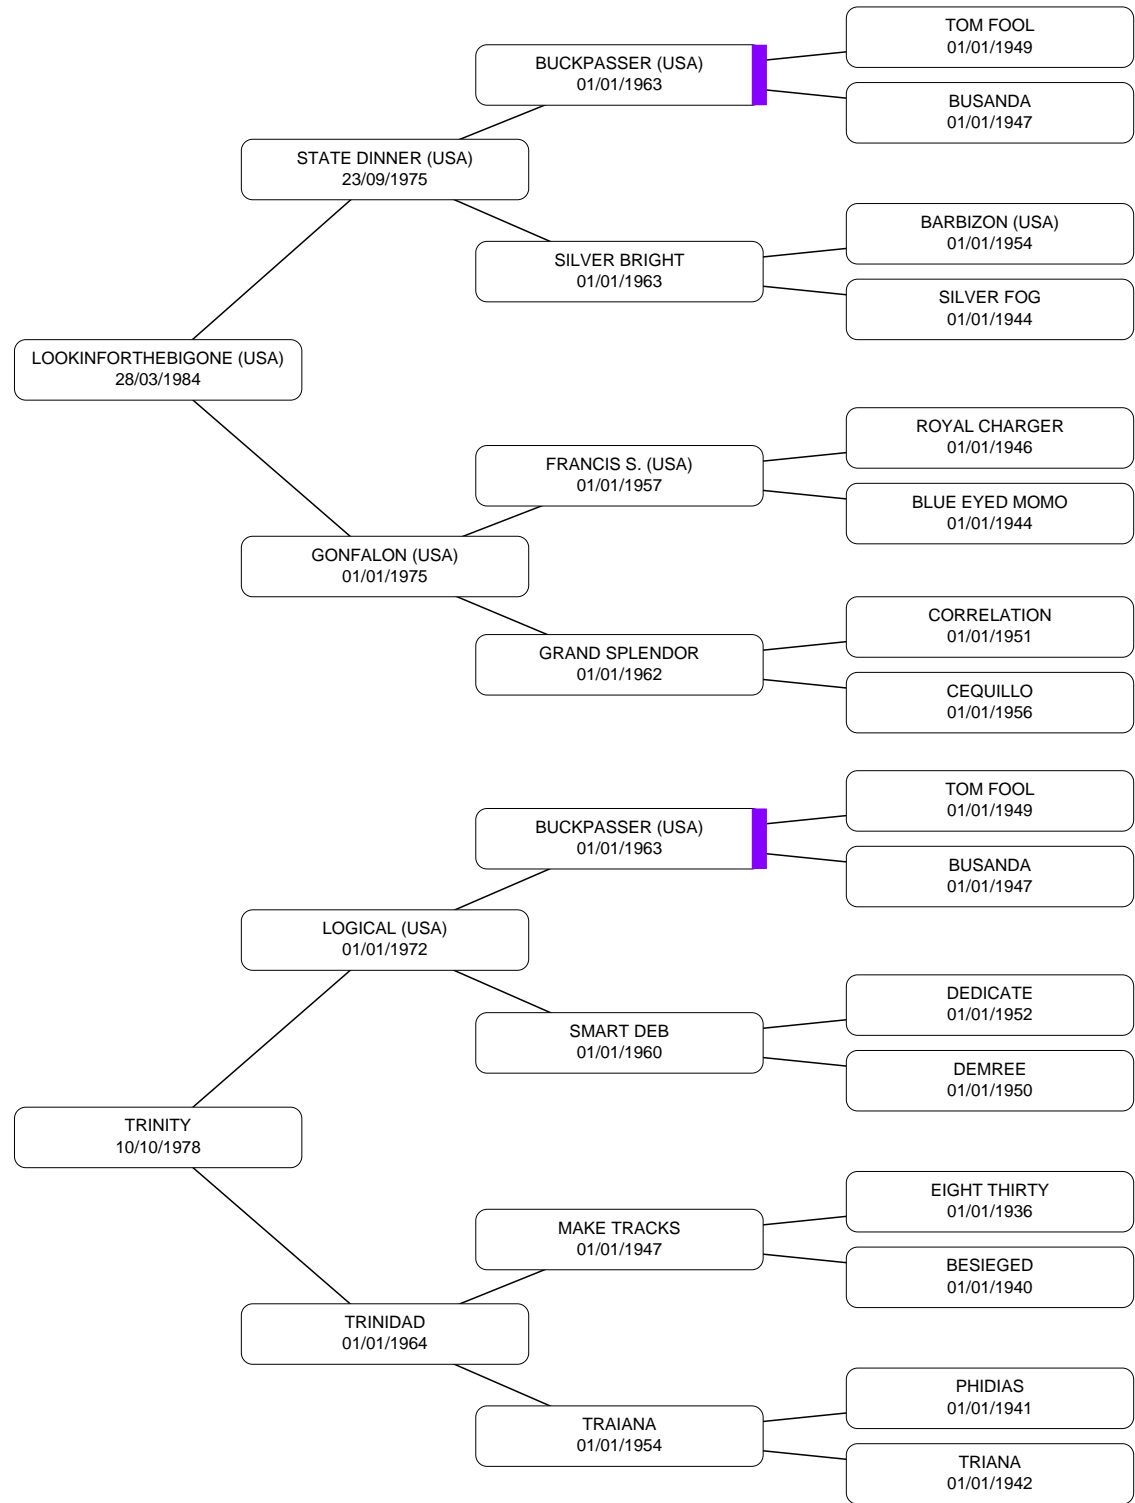 TOM FOOL
01/01/1949
BUCKPASSER (USA)
01/01/1963
BUSANDA
01/01/1947
STATE DINNER (USA)
23/09/1975
BARBIZON (USA)
01/01/1954
SILVER BRIGHT
01/01/1963
SILVER FOG
01/01/1944
LOOKINFORTHEBIGONE (USA)
28/03/1984
ROYAL CHARGER
01/01/1946
FRANCIS S. (USA)
01/01/1957
BLUE EYED MOMO
01/01/1944
GONFALON (USA)
01/01/1975
CORRELATION
01/01/1951
GRAND SPLENDOR
01/01/1962
CEQUILLO
01/01/1956
TOM FOOL
01/01/1949
BUCKPASSER (USA)
01/01/1963
BUSANDA
01/01/1947
LOGICAL (USA)
01/01/1972
DEDICATE
01/01/1952
SMART DEB
01/01/1960
DEMREE
01/01/1950
TRINITY
10/10/1978
EIGHT THIRTY
01/01/1936
MAKE TRACKS
01/01/1947
BESIEGED
01/01/1940
TRINIDAD
01/01/1964
PHIDIAS
01/01/1941
TRAIANA
01/01/1954
TRIANA
01/01/1942